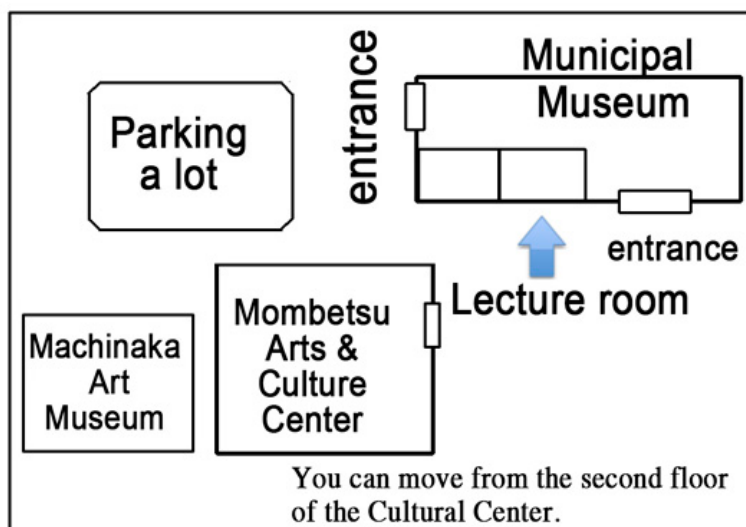 Municipal
Museum
entrance
Parking
a lot
entrance
Lecture room
Mombetsu
Arts &
Culture
Center
Machinaka
Art
Museum
You can move from the second floor
of the Cultural Center.